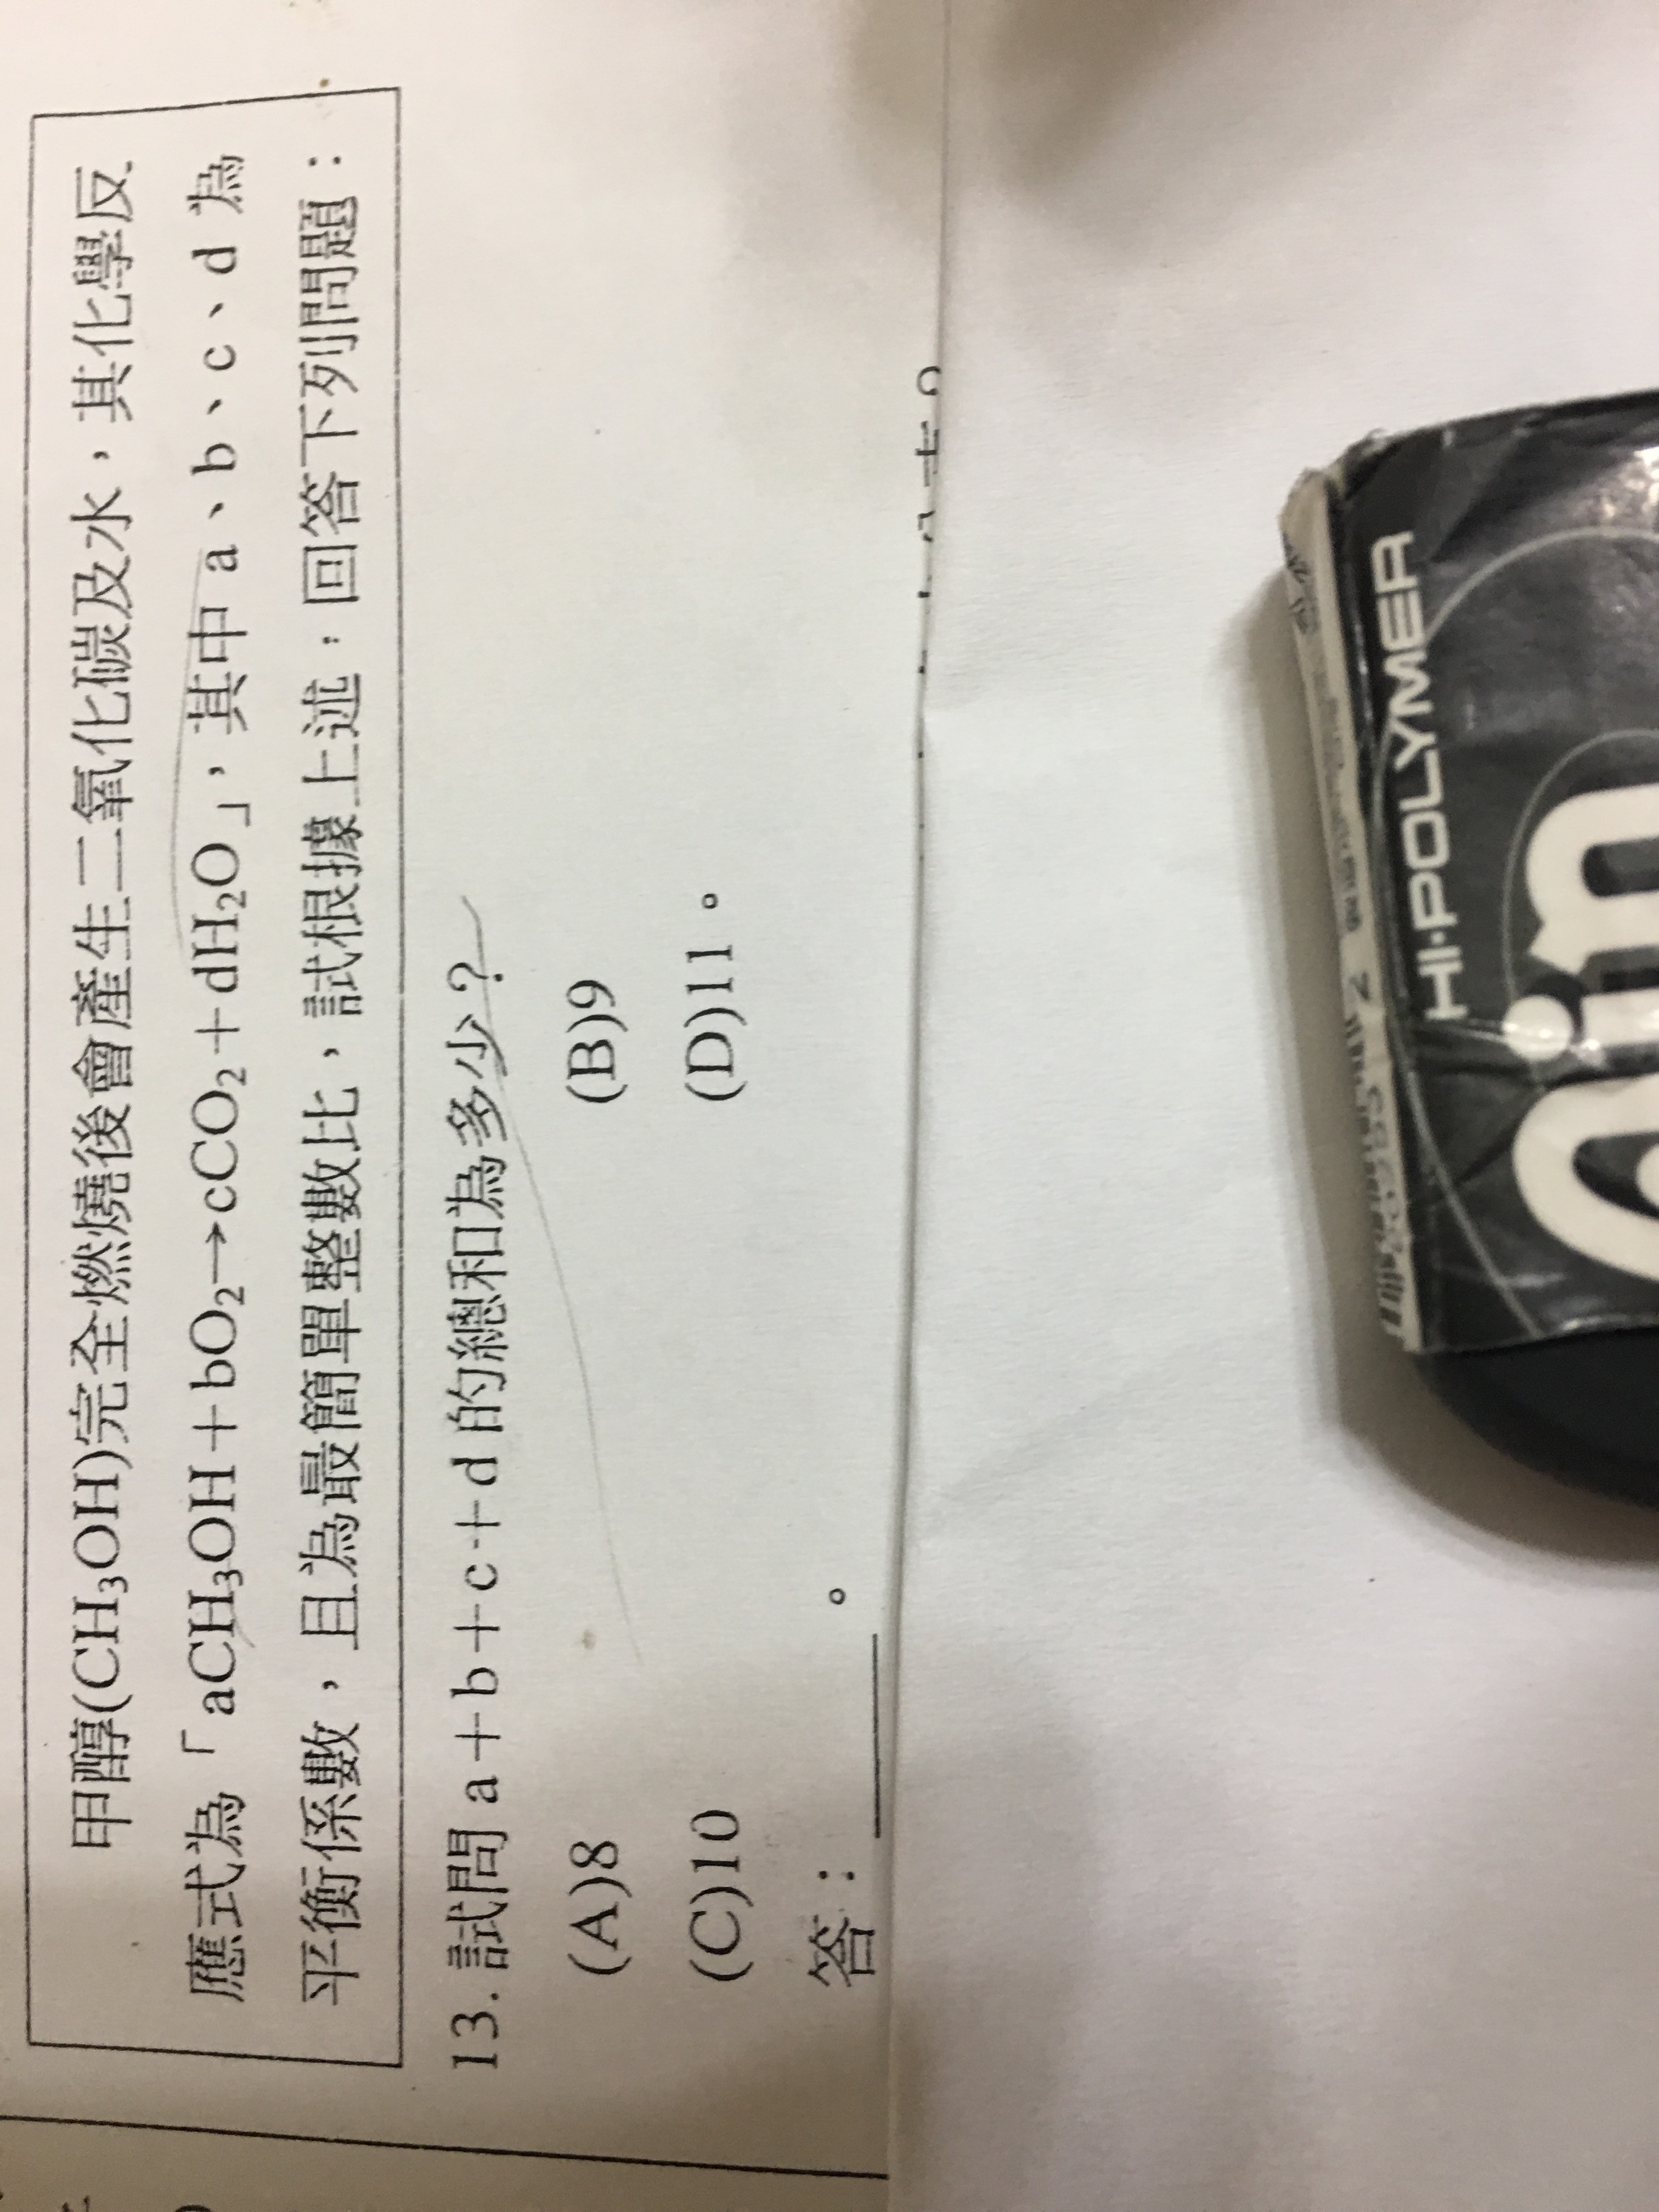 甲醇(CH₃OH)完全燃燒後會產生二氧化碳及水，其化學反
應式為「aCH₃OH＋bO₂→cCO₂＋dH₂O」，其中 a、b、c、d 為
平衡係數，且為最簡單整數比，試根據上述，回答下列問題：
13. 試問 a＋b＋c＋d 的總和為多少？
(A)8 (B)9
(C)10 (D)11。
答：＿＿＿。
HI-POLYMER
ain